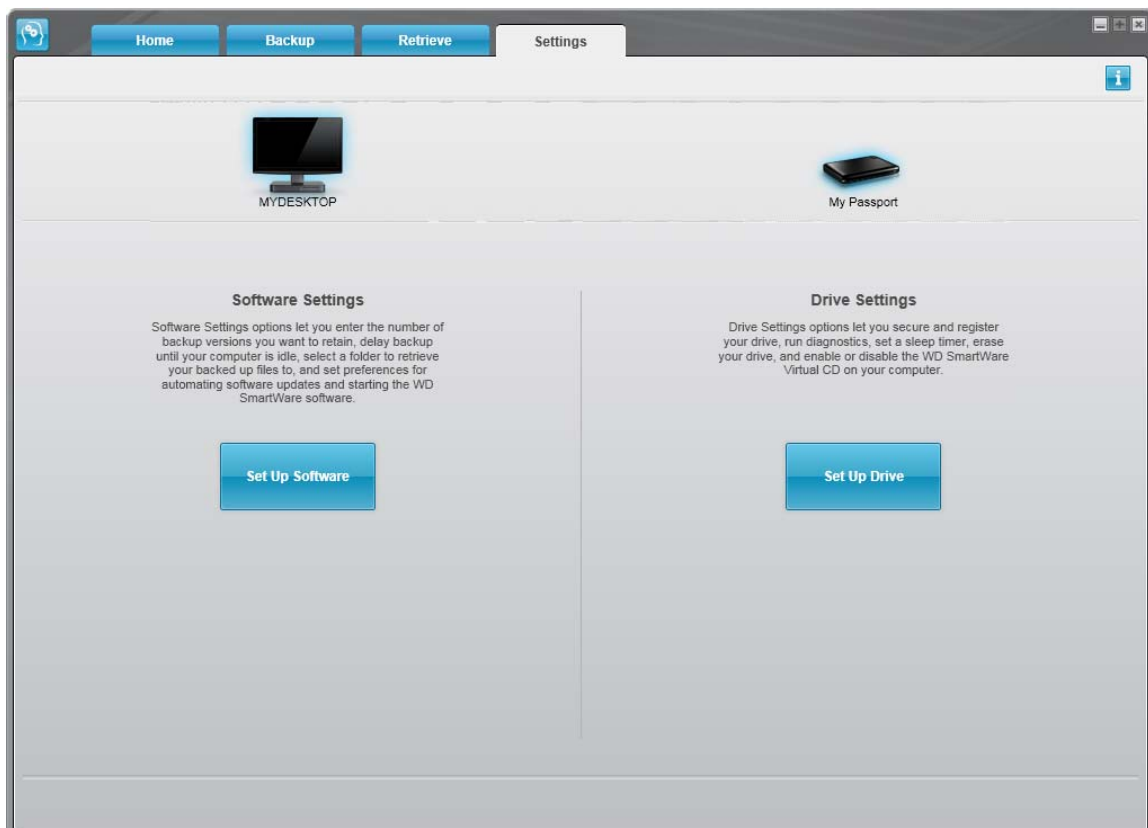 Home Backup Retrieve Settings
MYDESKTOP
My Passport
Software Settings
Software Settings options let you enter the number of
backup versions you want to retain, delay backup
until your computer is idle, select a folder to retrieve
your backed up files to, and set preferences for
automating software updates and starting the WD
SmartWare software.
Set Up Software
Drive Settings
Drive Settings options let you secure and register
your drive, run diagnostics, set a sleep timer, erase
your drive, and enable or disable the WD SmartWare
Virtual CD on your computer.
Set Up Drive